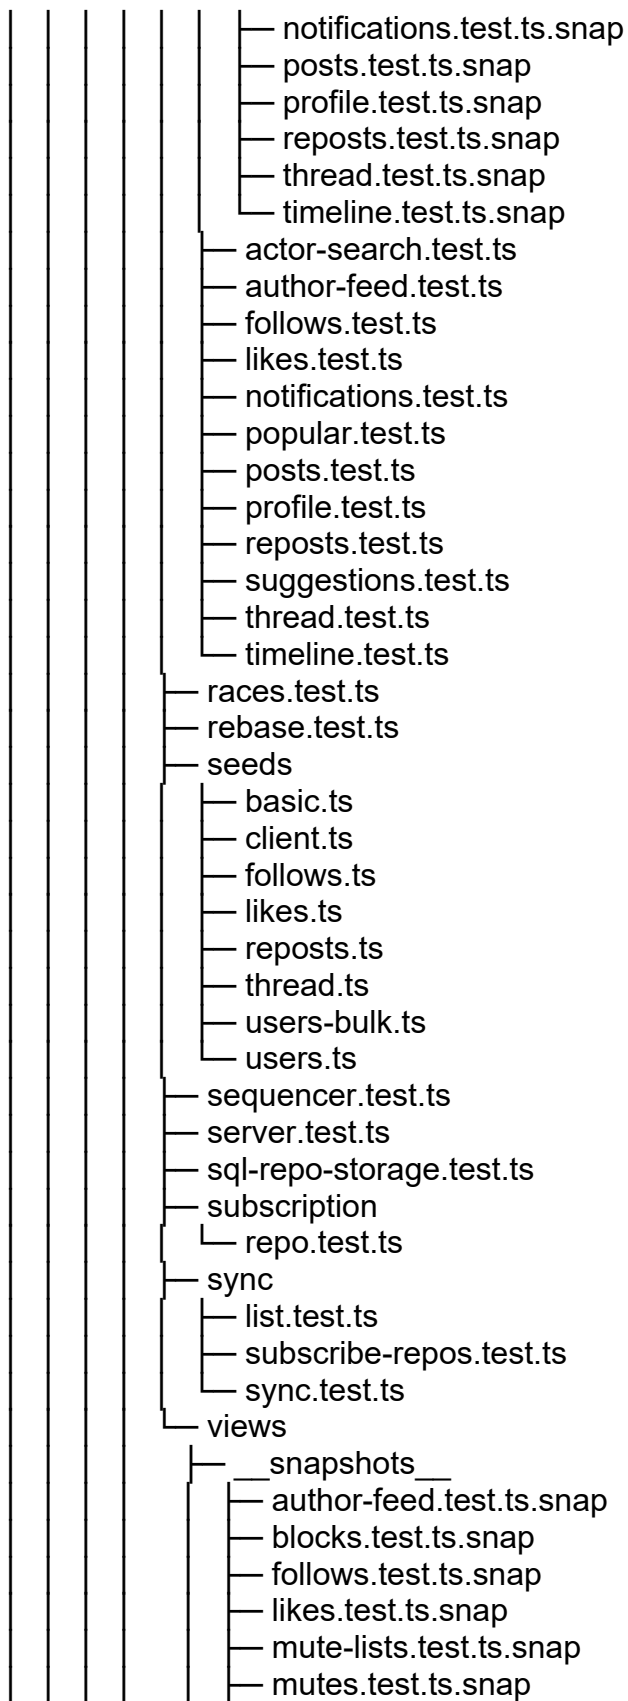 notifications.test.ts.snap
posts.test.ts.snap
profile.test.ts.snap
reposts.test.ts.snap
thread.test.ts.snap
timeline.test.ts.snap
actor-search.test.ts
author-feed.test.ts
follows.test.ts
likes.test.ts
notifications.test.ts
popular.test.ts
posts.test.ts
profile.test.ts
reposts.test.ts
suggestions.test.ts
thread.test.ts
timeline.test.ts
races.test.ts
rebase.test.ts
seeds
basic.ts
client.ts
follows.ts
likes.ts
reposts.ts
thread.ts
users-bulk.ts
users.ts
sequencer.test.ts
server.test.ts
sql-repo-storage.test.ts
subscription
repo.test.ts
sync
list.test.ts
subscribe-repos.test.ts
sync.test.ts
views
__snapshots__
author-feed.test.ts.snap
blocks.test.ts.snap
follows.test.ts.snap
likes.test.ts.snap
mute-lists.test.ts.snap
mutes.test.ts.snap